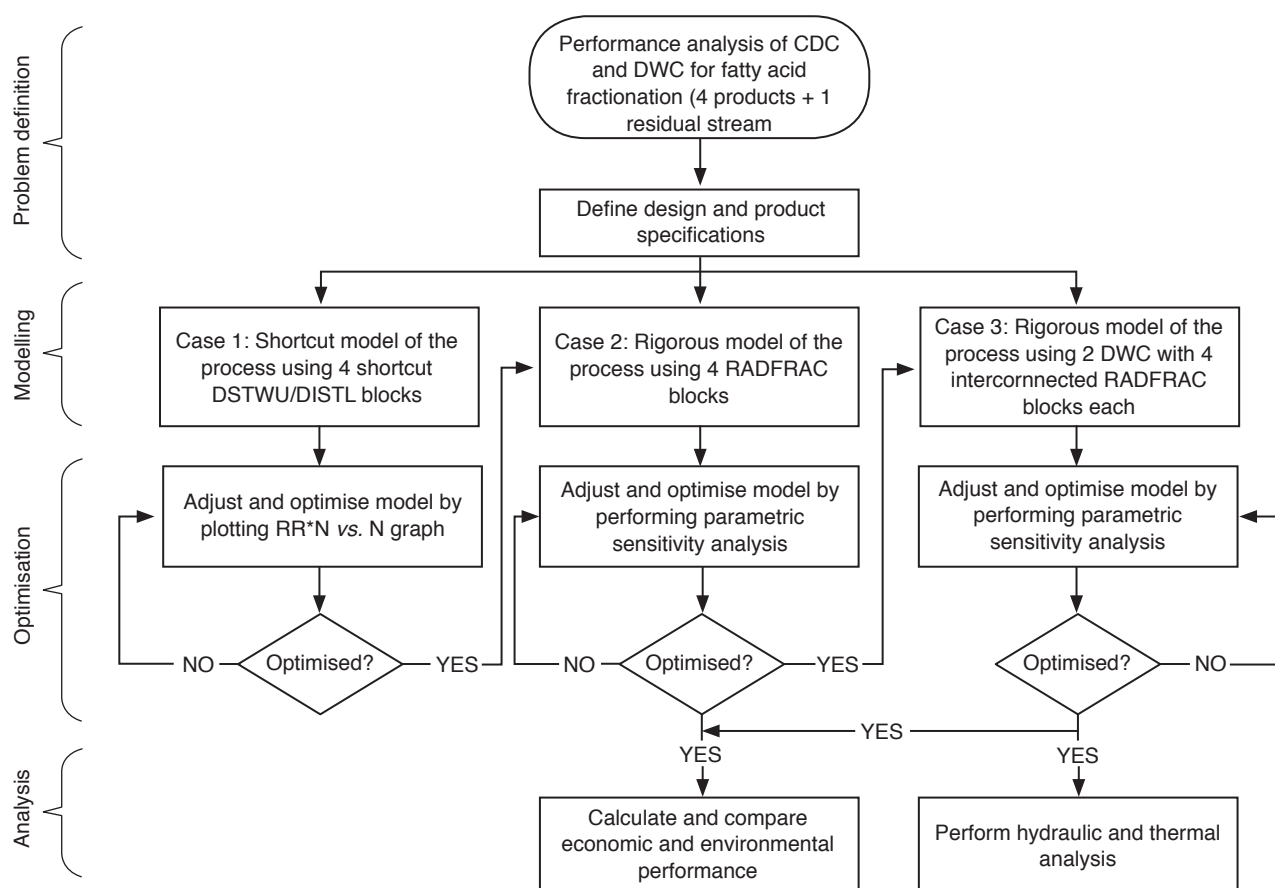 Problem definition
Performance analysis of CDC
and DWC for fatty acid
fractionation (4 products + 1
residual stream
Define design and product
specifications
Modelling
Case 1: Shortcut model of the
process using 4 shortcut
DSTWU/DISTL blocks
Case 2: Rigorous model of the
process using 4 RADFRAC
blocks
Case 3: Rigorous model of the
process using 2 DWC with 4
intercornnected RADFRAC
blocks each
Optimisation
Adjust and optimise model by
plotting RR*N vs. N graph
Adjust and optimise model by
performing parametric
sensitivity analysis
Adjust and optimise model by
performing parametric
sensitivity analysis
NO
Optimised?
YES
NO
Optimised?
YES
Optimised?
NO
YES
YES
YES
Analysis
Calculate and compare
economic and environmental
performance
Perform hydraulic and thermal
analysis